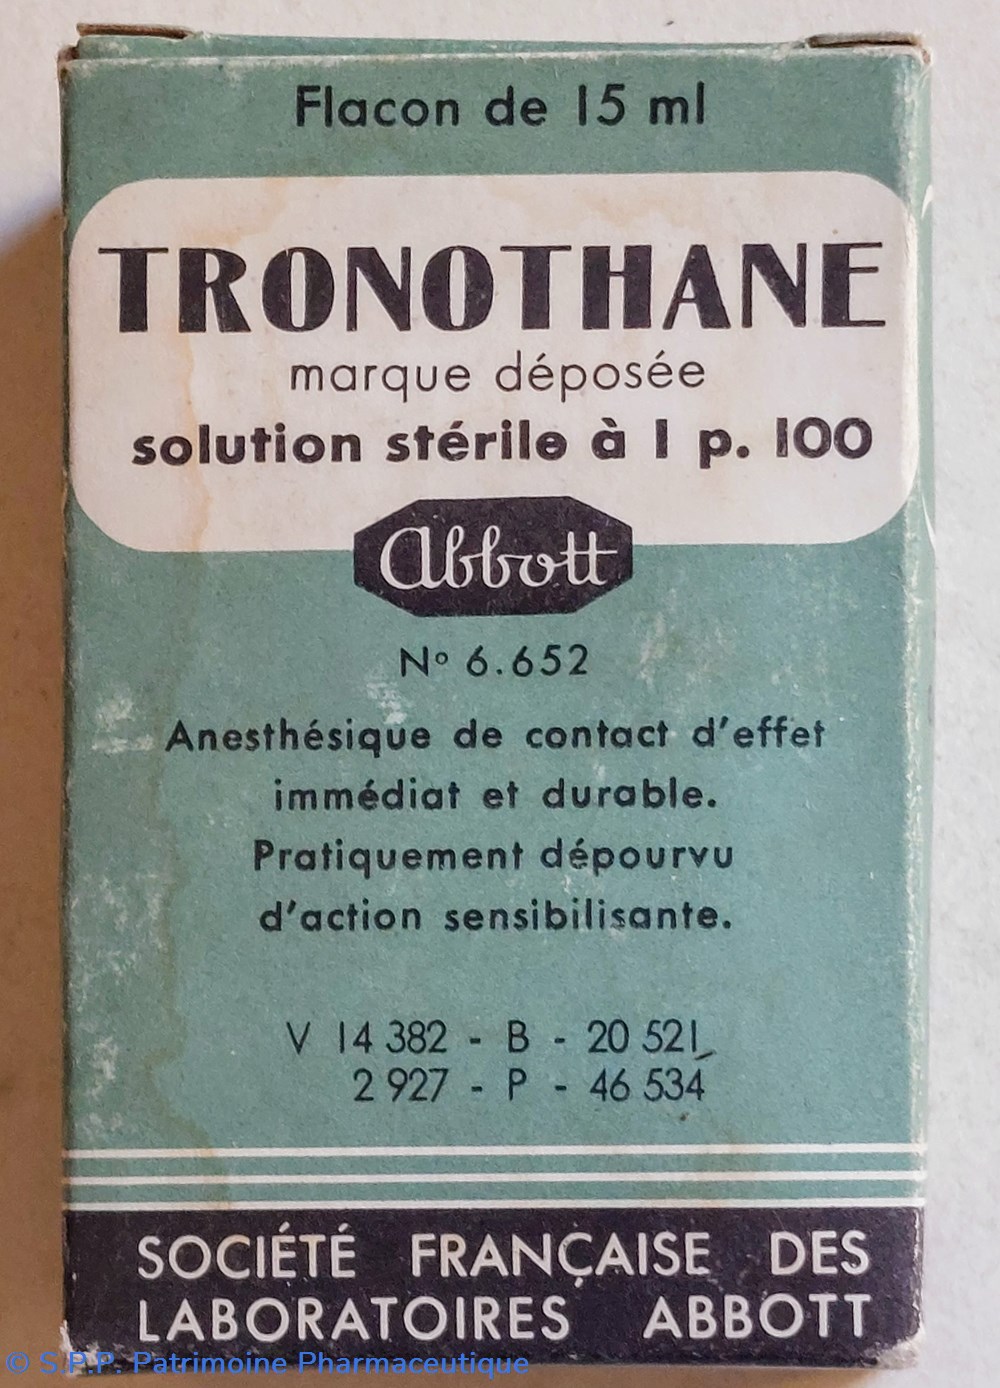 Flacon de 15 ml
TRONOTHANE
marque déposée
solution stérile à 1 p. 100
Abbott
Nº 6.652
Anesthésique de contact d'effet
immédiat et durable.
Pratiquement dépourvu
d'action sensibilisante.
V 14 382 - B - 20 521
2 927 - P - 46 534
SOCIÉTÉ FRANÇAISE DES
LABORATOIRES ABBOTT
© S.P.P. Patrimoine Pharmaceutique